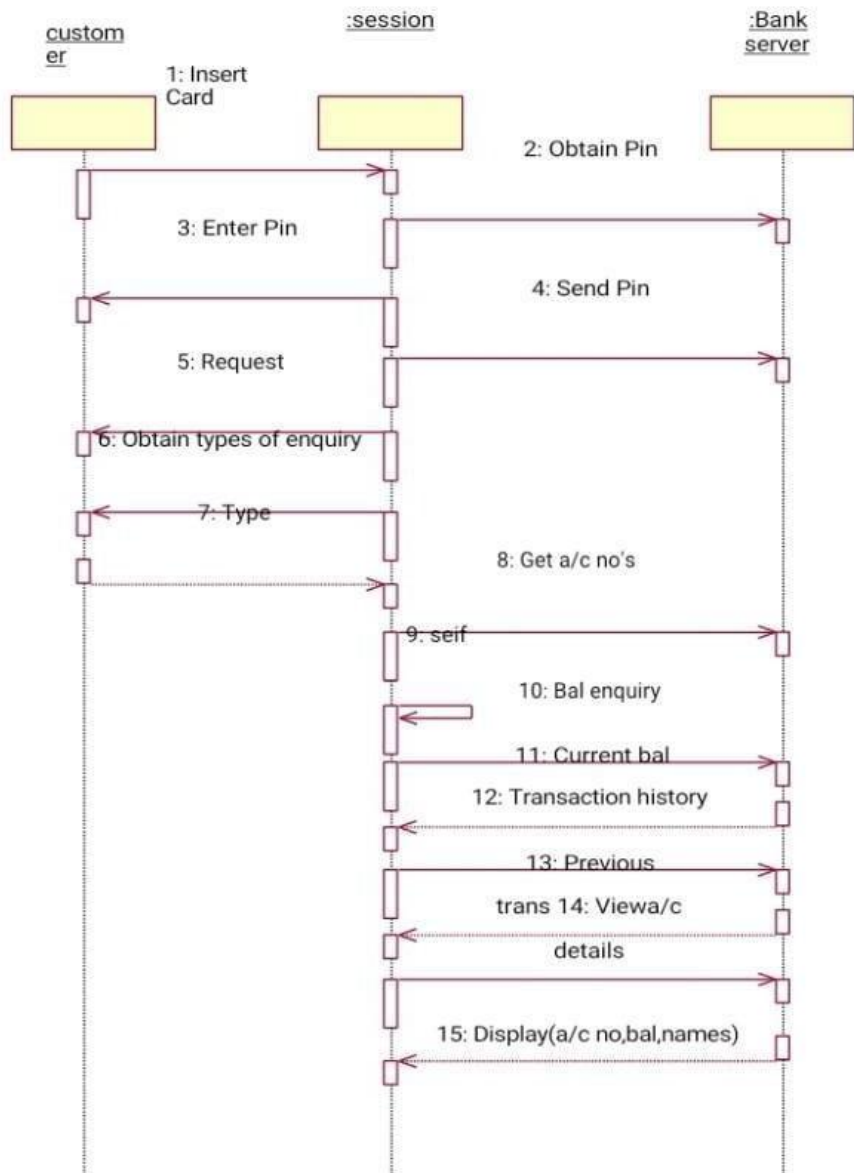 custom
er
:session
:Bank
server
1: Insert
Card
2: Obtain Pin
3: Enter Pin
4: Send Pin
5: Request
6: Obtain types of enquiry
7: Type
8: Get a/c no's
9: seif
10: Bal enquiry
11: Current bal
12: Transaction history
13: Previous
trans 14: Viewa/c
details
15: Display(a/c no,bal,names)